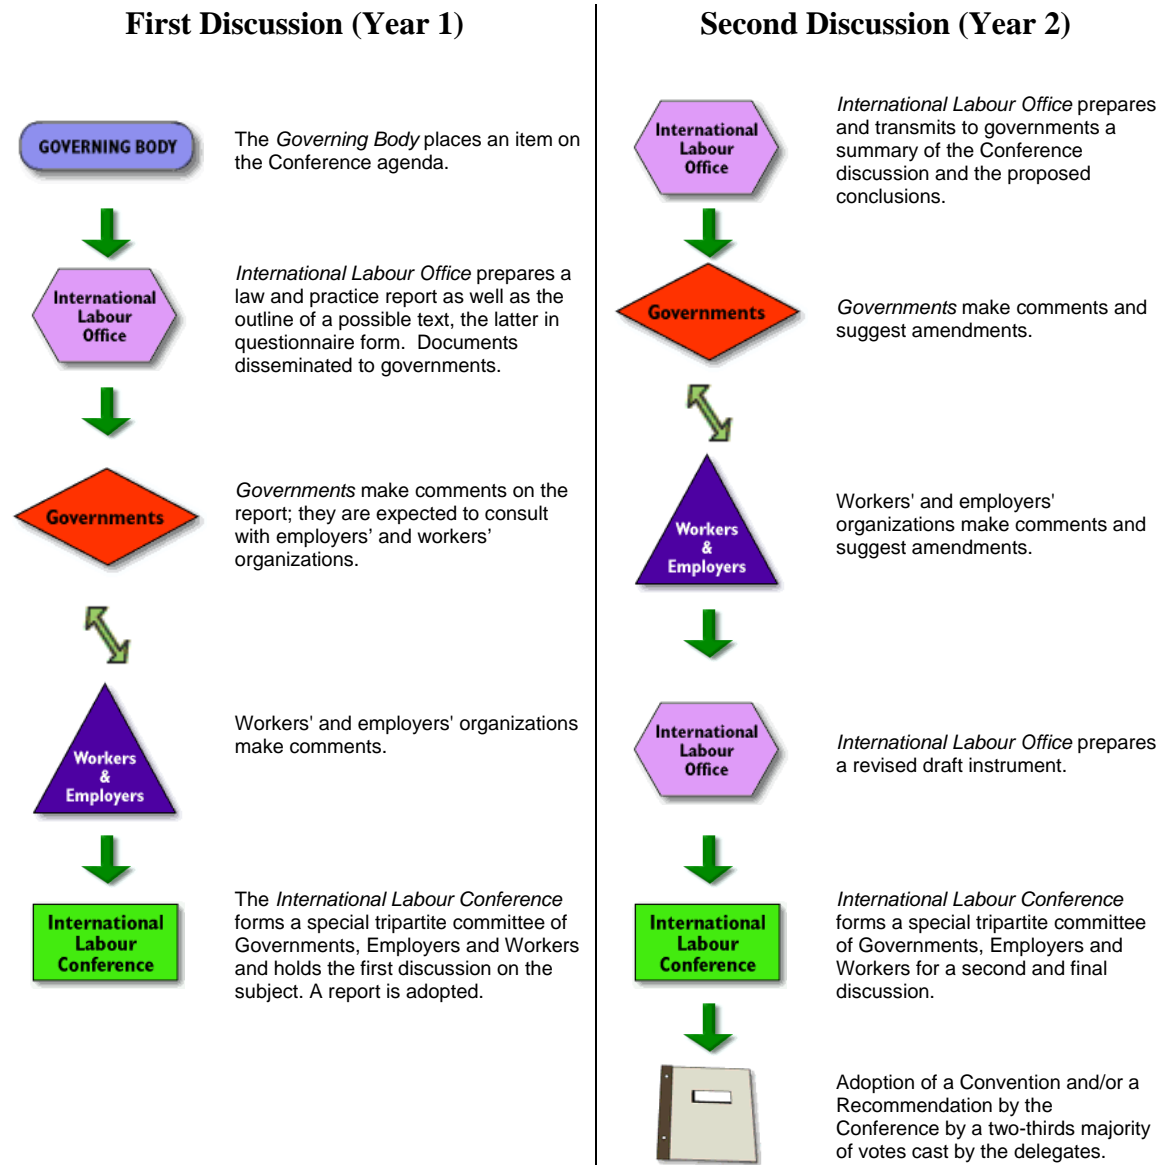 First Discussion (Year 1)
GOVERNING BODY
The Governing Body places an item on
the Conference agenda.
International
Labour
Office
International Labour Office prepares a
law and practice report as well as the
outline of a possible text, the latter in
questionnaire form.  Documents
disseminated to governments.
Governments
Governments make comments on the
report; they are expected to consult
with employers’ and workers’
organizations.
Workers
&
Employers
Workers' and employers' organizations
make comments.
International
Labour
Conference
The International Labour Conference
forms a special tripartite committee of
Governments, Employers and Workers
and holds the first discussion on the
subject. A report is adopted.
Second Discussion (Year 2)
International
Labour
Office
International Labour Office prepares
and transmits to governments a
summary of the Conference
discussion and the proposed
conclusions.
Governments
Governments make comments and
suggest amendments.
Workers
&
Employers
Workers' and employers'
organizations make comments and
suggest amendments.
International
Labour
Office
International Labour Office prepares
a revised draft instrument.
International
Labour
Conference
International Labour Conference
forms a special tripartite committee
of Governments, Employers and
Workers for a second and final
discussion.
Adoption of a Convention and/or a
Recommendation by the
Conference by a two-thirds majority
of votes cast by the delegates.